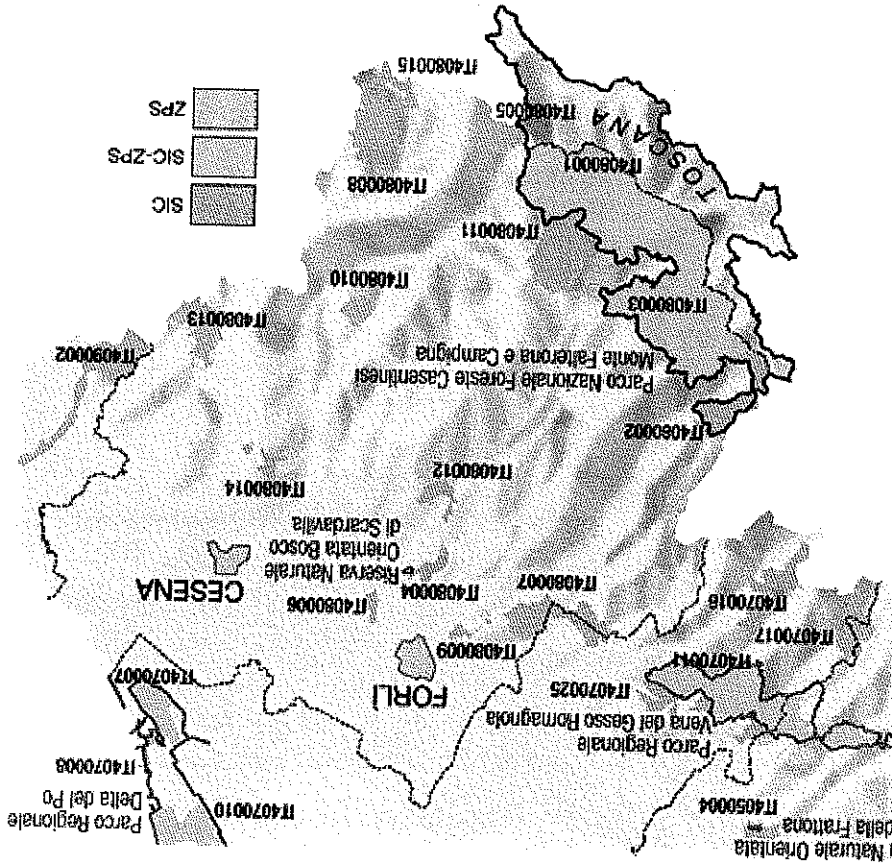 Naturale Orientata
della Frattona
IT4050004
Parco Regionale
Delta del Po
IT4070010
IT4070008
Parco Regionale
Vena del Gesso Romagnola
IT4070025
FORLI
IT4070007
IT4070011
IT4070017
IT4070016
IT4080009
IT4080007
IT4080004
IT4080006
CESENA
Riserva Naturale
Orientata Bosco
di Scardavilla
IT4080014
IT4080012
IT4080002
Parco Nazionale Foreste Casentinesi
Monte Falterona e Campigna
IT4090002
IT4080003
IT4080013
IT4080010
IT4080011
IT4080008
IT4080001
TOSCANA
IT4080005
IT4080015
SIC
SIC-ZPS
ZPS